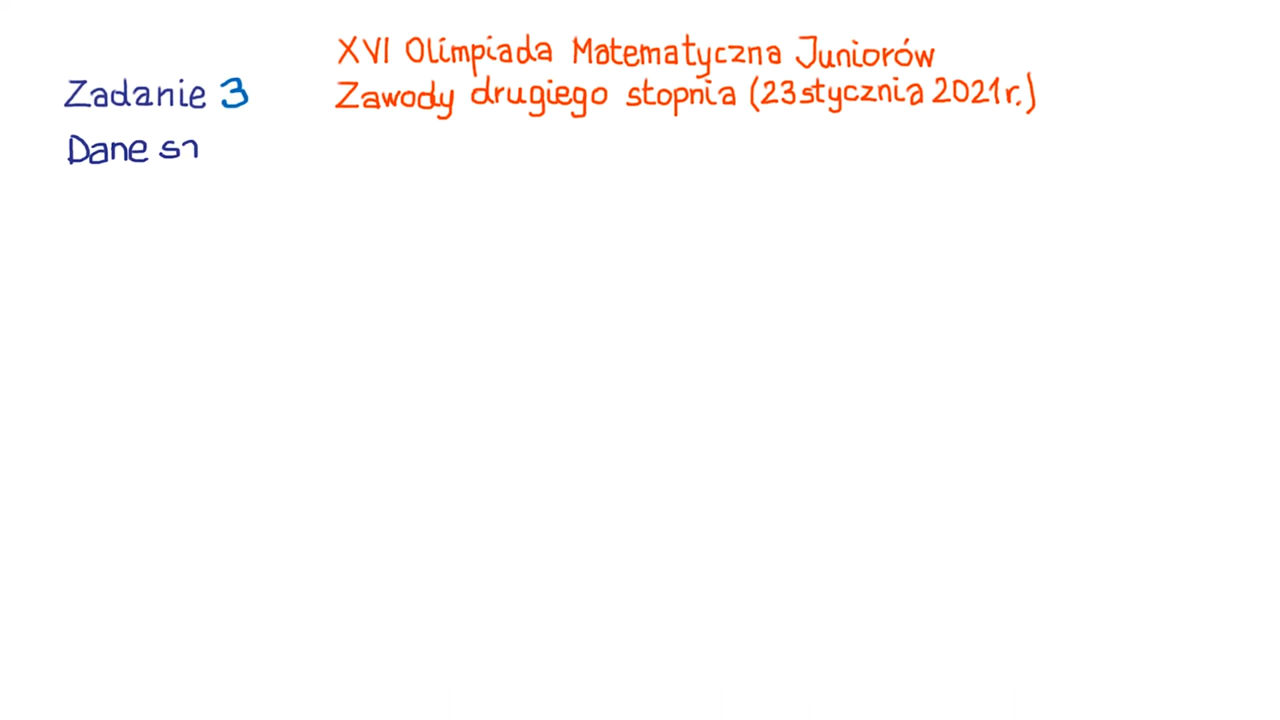 XVI Olimpiada Matematyczna Juniorów
Zadanie 3 Zawody drugiego stopnia (23 stycznia 2021 r.)
Dane